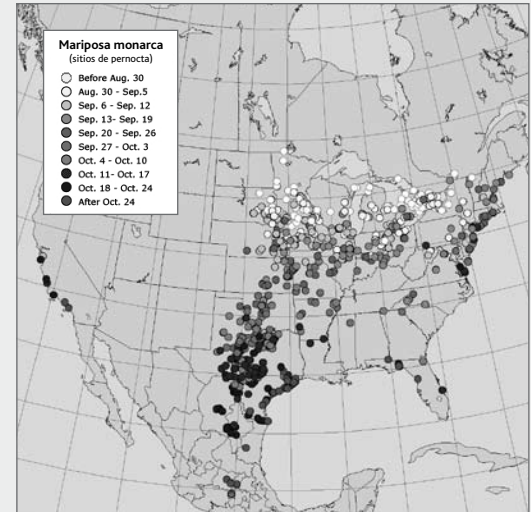 Mariposa monarca
(sitios de pernocta)
Before Aug. 30
Aug. 30 - Sep.5
Sep. 6 - Sep. 12
Sep. 13- Sep. 19
Sep. 20 - Sep. 26
Sep. 27 - Oct. 3
Oct. 4 - Oct. 10
Oct. 11- Oct. 17
Oct. 18 - Oct. 24
After Oct. 24